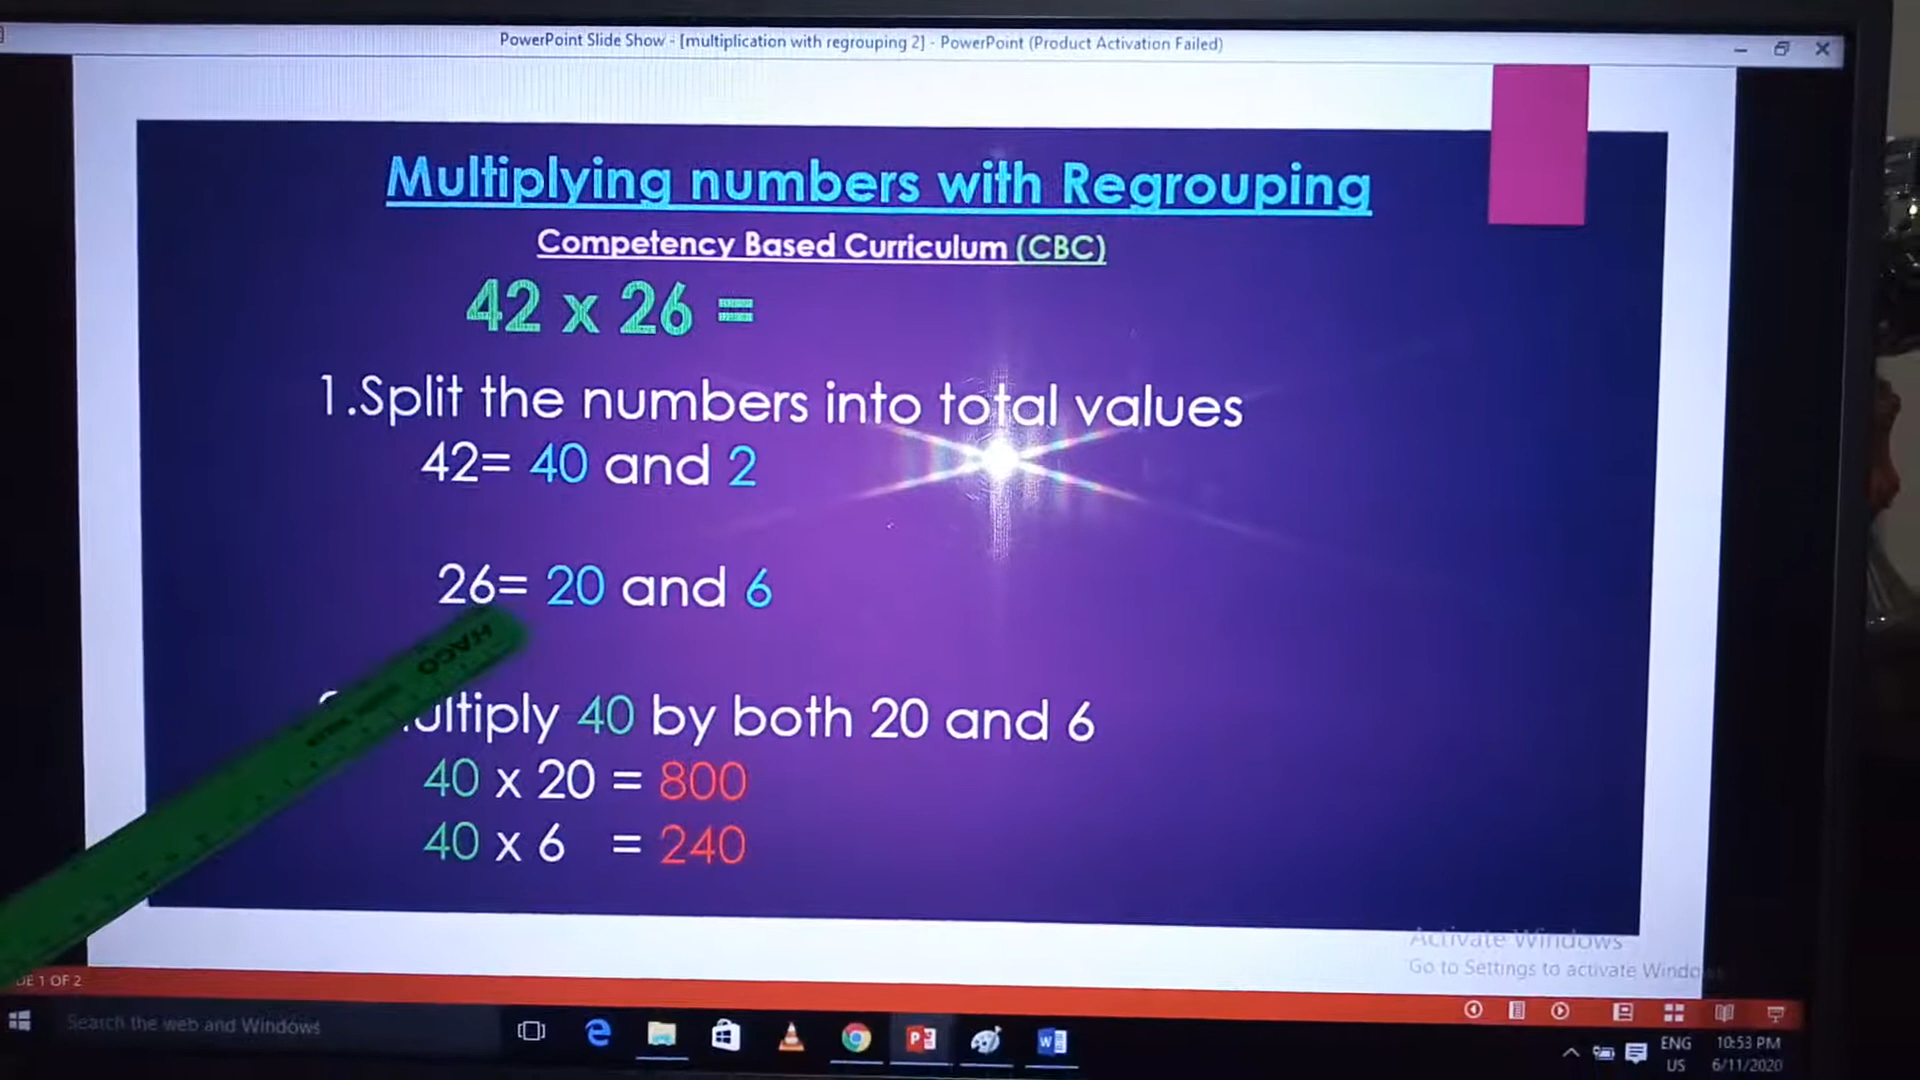 PowerPoint Slide Show - [multiplication with regrouping 2] - PowerPoint (Product Activation Failed)
Multiplying numbers with Regrouping
Competency Based Curriculum (CBC)
42 x 26 =
1.Split the numbers into total values
42= 40 and 2
26= 20 and 6
HACO
ultiply 40 by both 20 and 6
40 x 20 = 800
40 x 6 = 240
Activate Windows
Go to Settings to activate Windo
DE 1 OF 2
Search the web and Windows
ENG
US
10:53 PM
6/11/2020